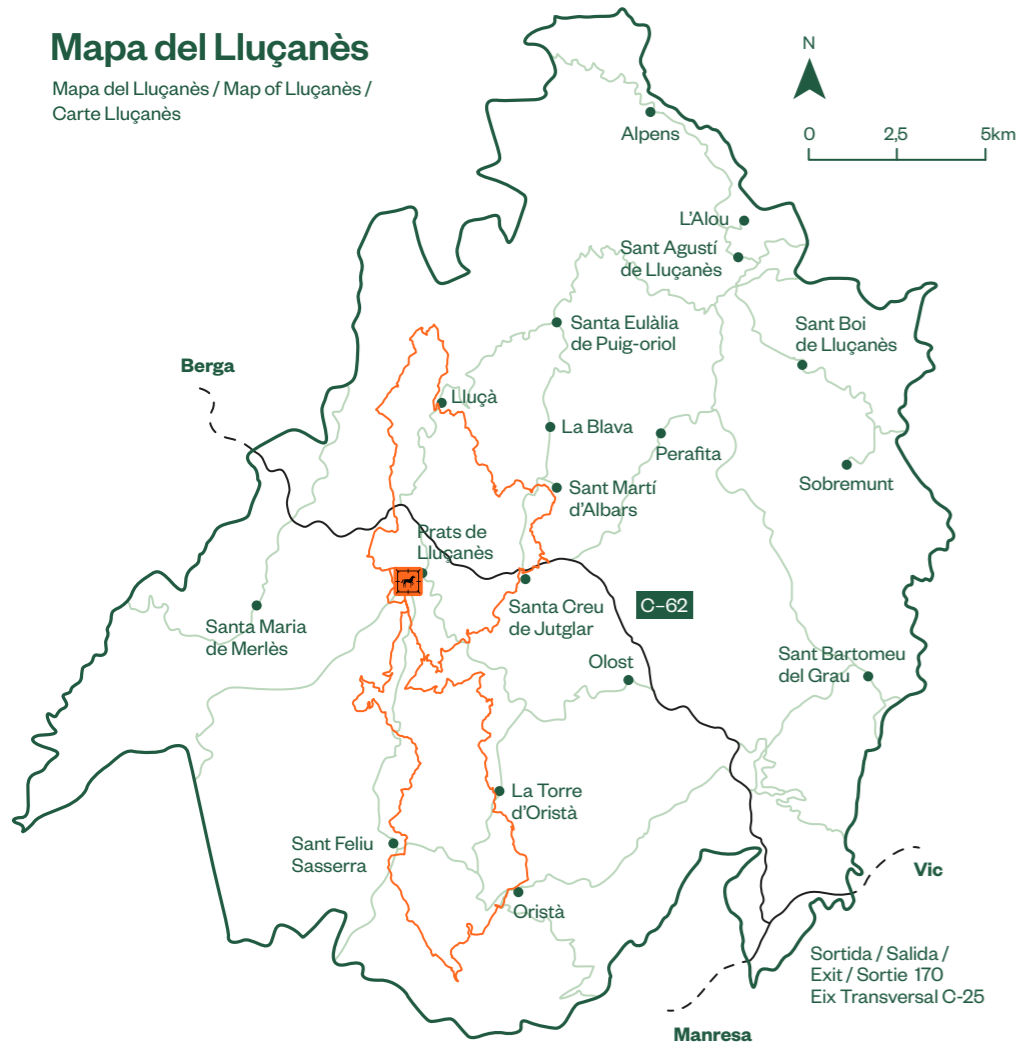 Mapa del Lluçanès
Mapa del Lluçanès / Map of Lluçanès /
Carte Lluçanès
N
0 2,5 5km
Alpens
L'Alou
Sant Agustí
de Lluçanès
Santa Eulàlia
de Puig-oriol
Sant Boi
de Lluçanès
Berga
Lluçà
La Blava
Perafita
Sobremunt
Sant Martí
d'Albars
Prats de
Lluçanès
Santa Creu
de Jutglar
C-62
Santa Maria
de Merlès
Olost
Sant Bartomeu
del Grau
La Torre
d'Oristà
Sant Feliu
Sasserra
Oristà
Vic
Sortida / Salida /
Exit / Sortie 170
Eix Transversal C-25
Manresa